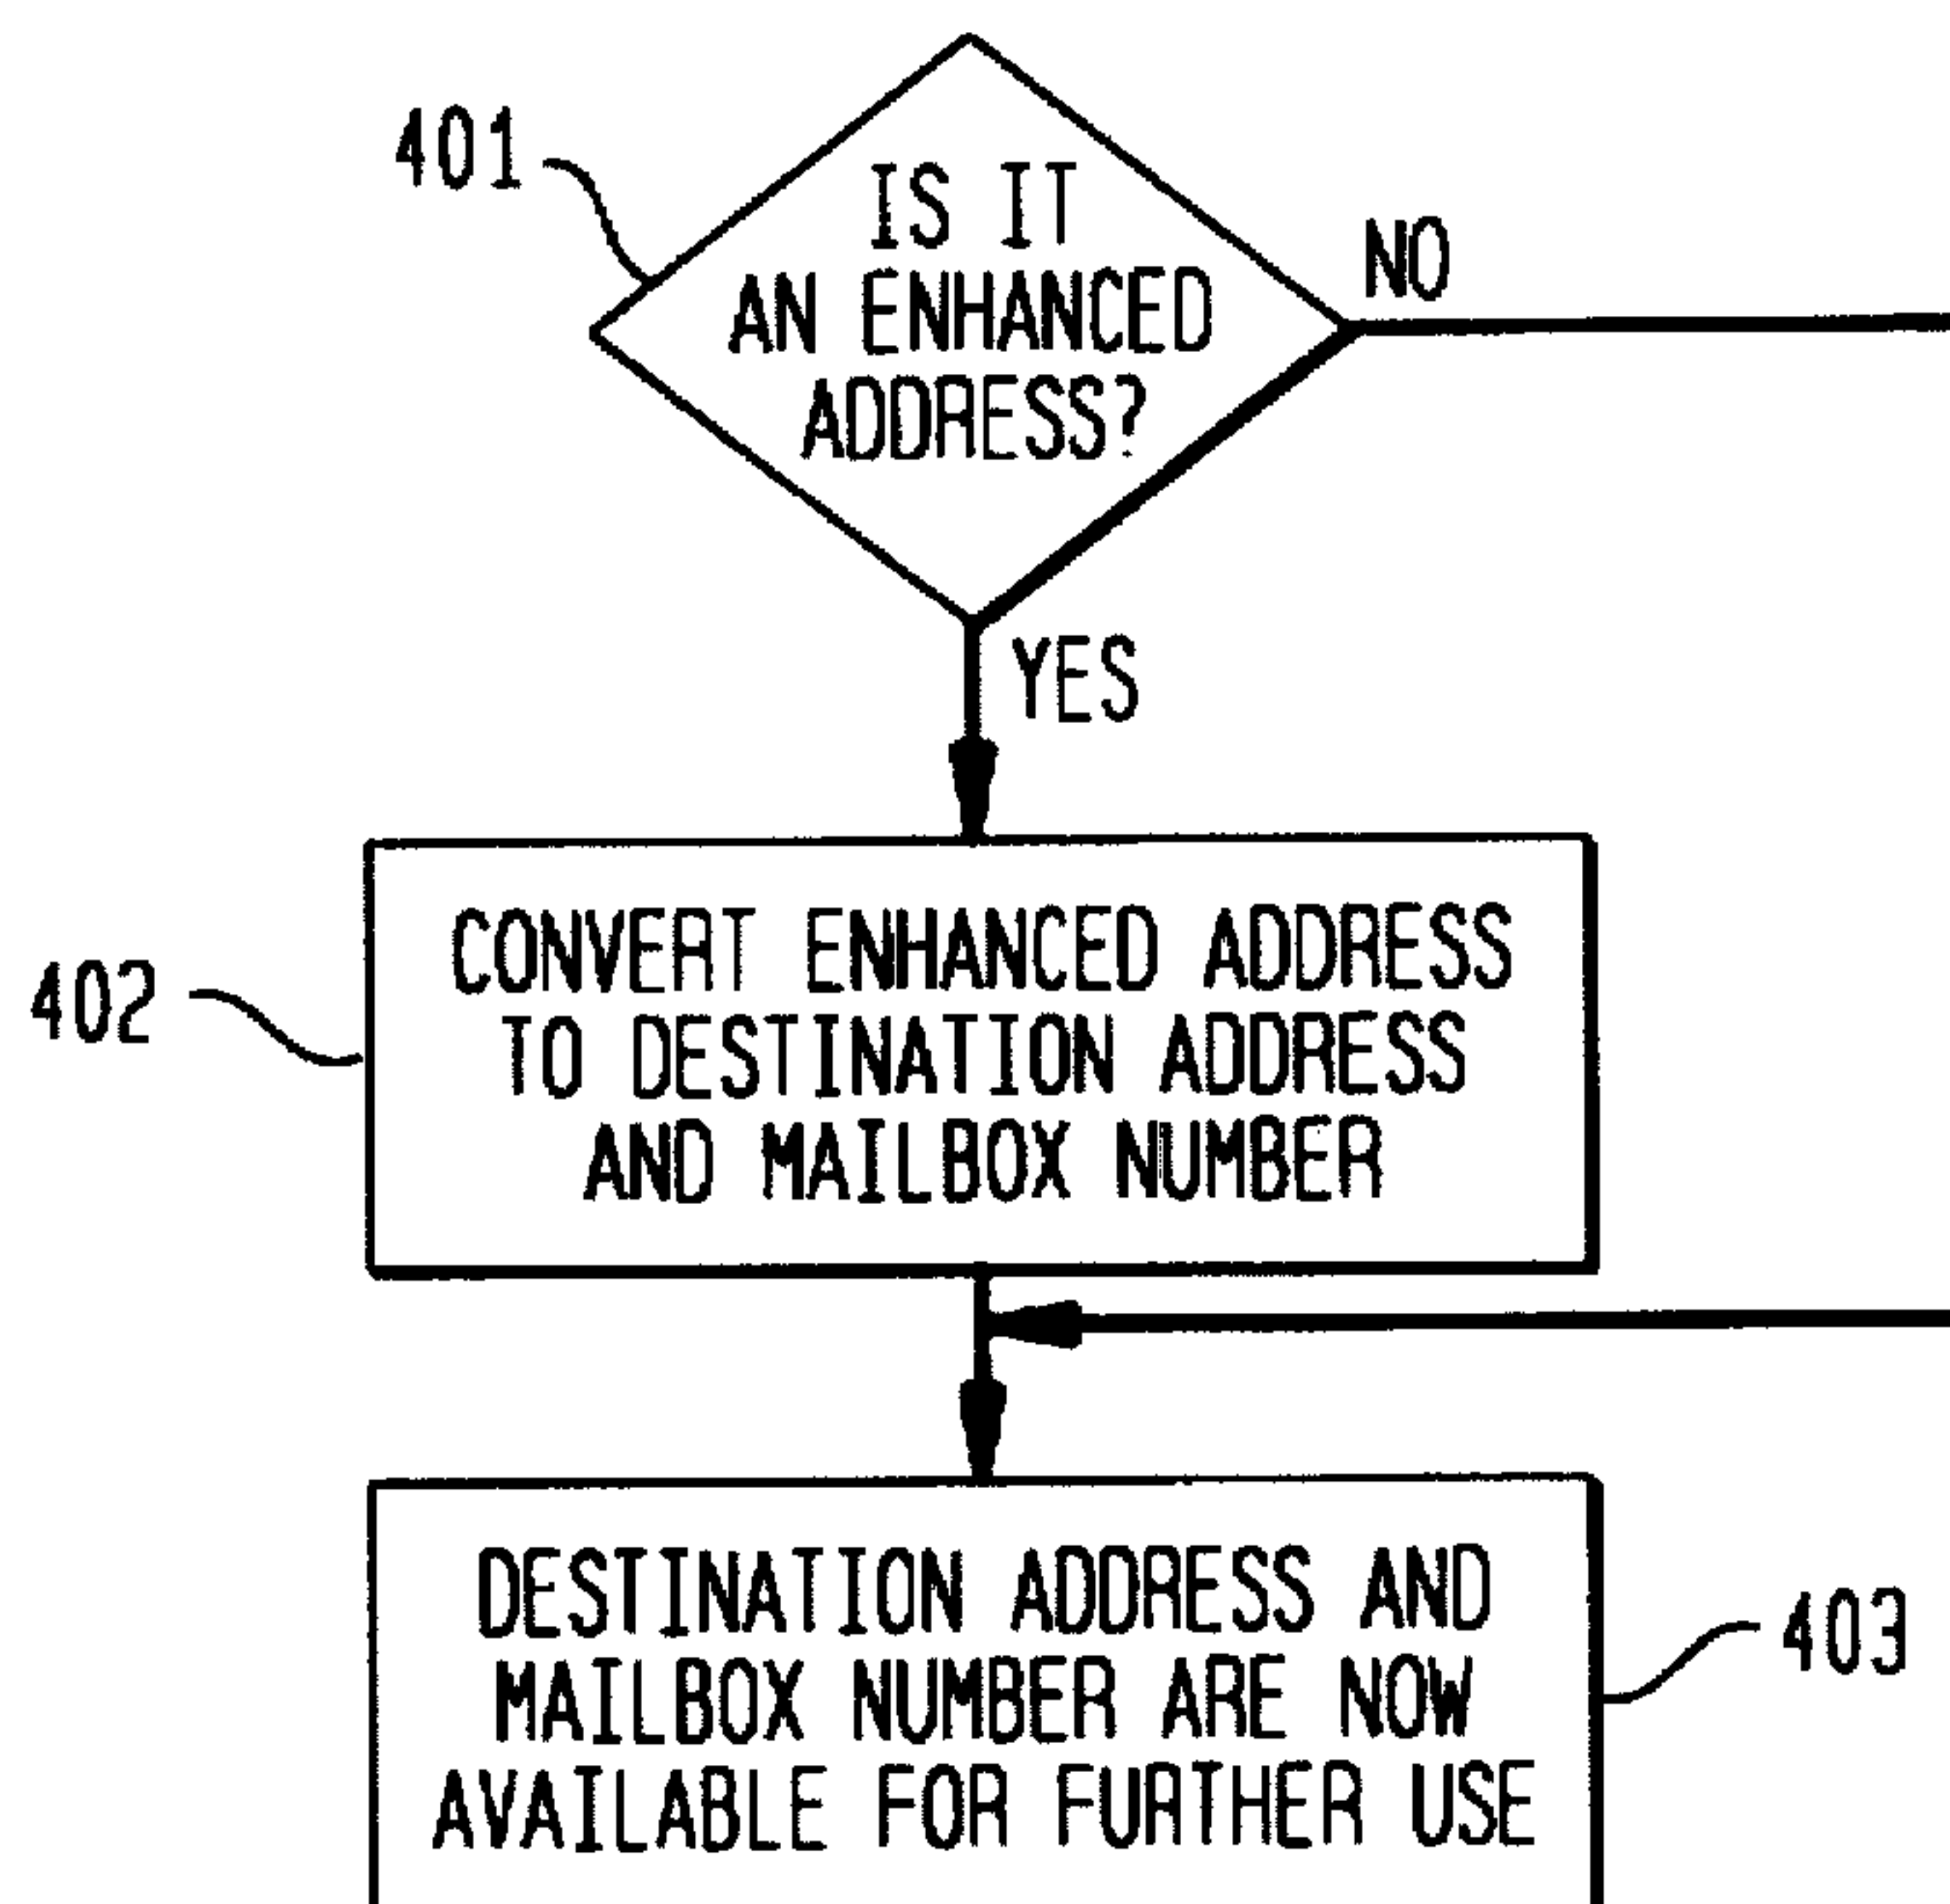 401
IS IT
AN ENHANCED
ADDRESS?
NO
YES
402
CONVERT ENHANCED ADDRESS
TO DESTINATION ADDRESS
AND MAILBOX NUMBER
DESTINATION ADDRESS AND
MAILBOX NUMBER ARE NOW
AVAILABLE FOR FURTHER USE
403